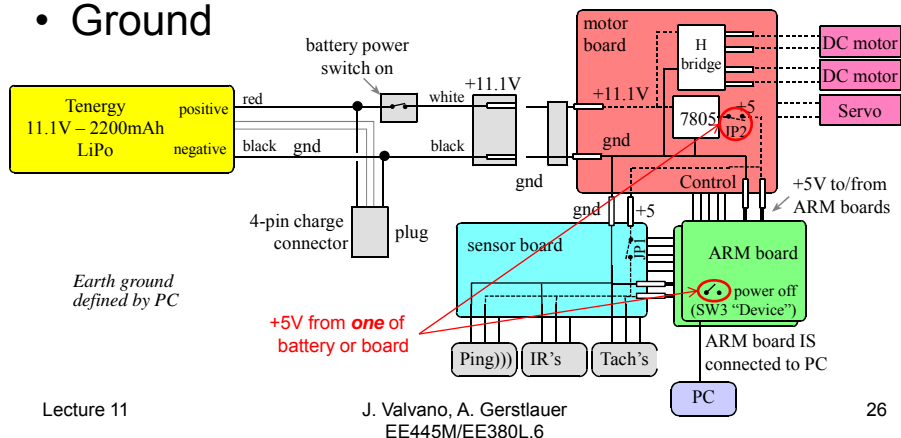 • Ground
battery power
switch on
motor
board
H
bridge
DC motor
DC motor
Servo
Tenergy
11.1V – 2200mAh
LiPo
positive
negative
red
white
+11.1V
+11.1V
7805
+5
JP2
black
gnd
black
gnd
gnd
Control
+5V to/from
ARM boards
4-pin charge
connector
plug
gnd
+5
sensor board
JP1
ARM board
power off
(SW3 “Device”)
Earth ground
defined by PC
+5V from one of
battery or board
Ping)))
IR's
Tach's
ARM board IS
connected to PC
PC
Lecture 11
J. Valvano, A. Gerstlauer
EE445M/EE380L.6
26